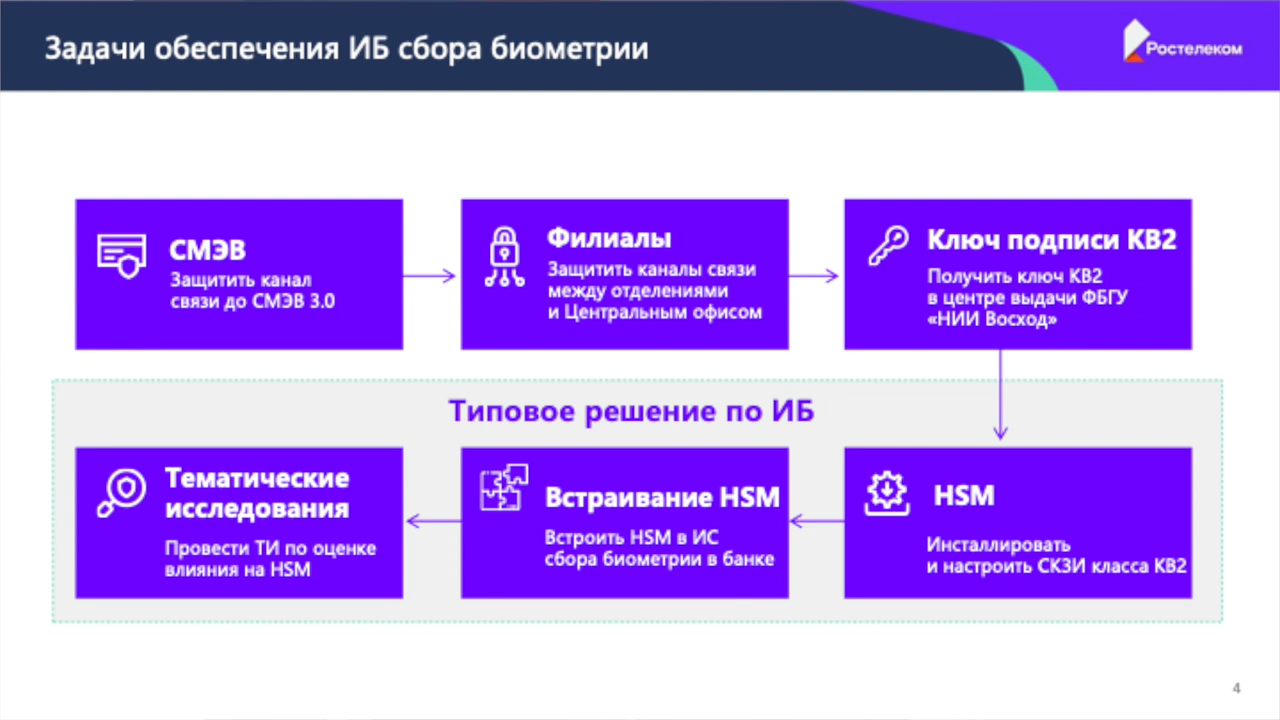 Задачи обеспечения ИБ сбора биометрии
Ростелеком
СМЭВ
Защитить канал
связи до СМЭВ 3.0
Филиалы
Защитить каналы связи
между отделениями
и Центральным офисом
Ключ подписи КВ2
Получить ключ КВ2
в центре выдачи ФБГУ
«НИИ Восход»
Типовое решение по ИБ
Тематические
исследования
Провести ТИ по оценке
влияния на HSM
Встраивание HSM
Встроить HSM в ИС
сбора биометрии в банке
HSM
Инсталлировать
и настроить СКЗИ класса КВ2
4